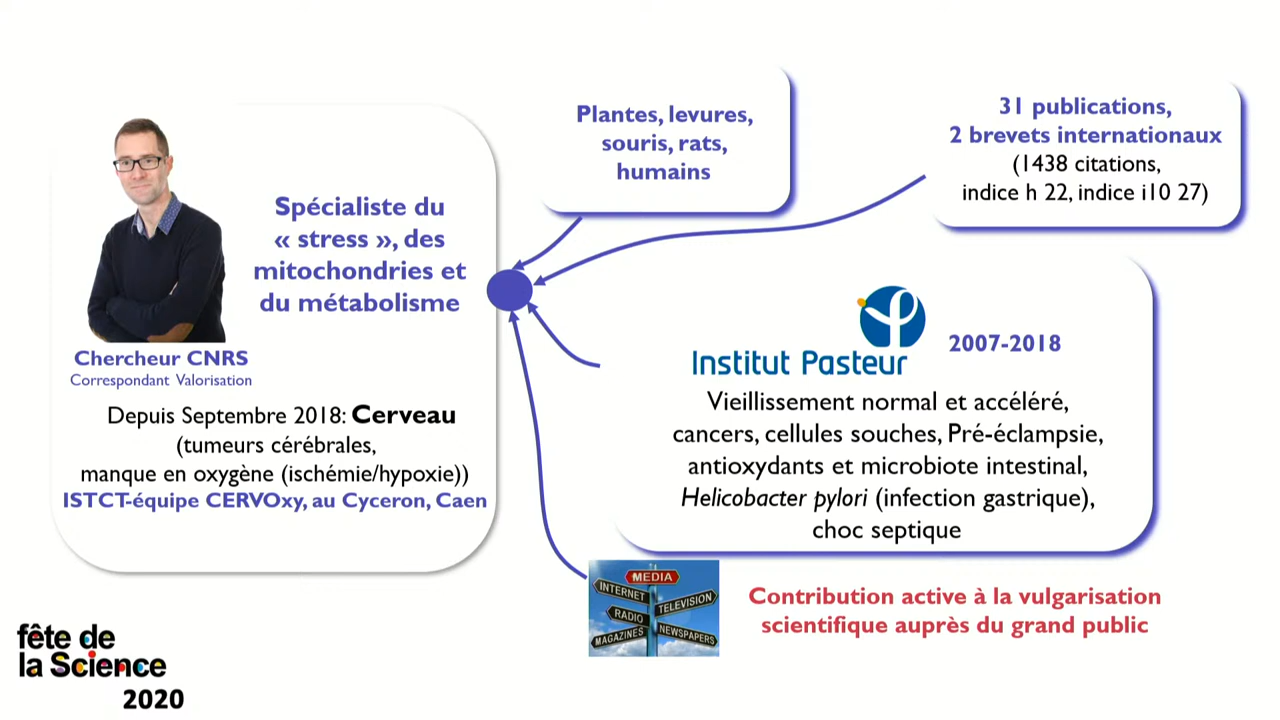 Spécialiste du
« stress », des
mitochondries et
du métabolisme
Chercheur CNRS
Correspondant Valorisation
Depuis Septembre 2018: Cerveau
(tumeurs cérébrales,
manque en oxygène (ischémie/hypoxie))
ISTCT-équipe CERVOxy, au Cyceron, Caen
Plantes, levures,
souris, rats,
humains
31 publications,
2 brevets internationaux
(1438 citations,
indice h 22, indice i10 27)
Institut Pasteur
2007-2018
Vieillissement normal et accéléré,
cancers, cellules souches, Pré-éclampsie,
antioxydants et microbiote intestinal,
Helicobacter pylori (infection gastrique),
choc septique
MEDIA
INTERNET
TELEVISION
RADIO
MAGAZINES
NEWSPAPERS
Contribution active à la vulgarisation
scientifique auprès du grand public
fête de
la Science
2020